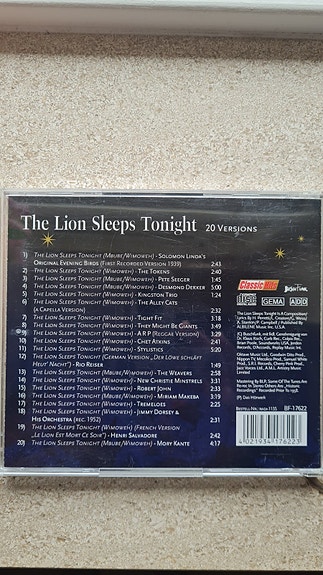 The Lion Sleeps Tonight 20 Versions
1) The Lion Sleeps Tonight (Mbube/Wimoweh) - Solomon Linda's
Original Evening Birds (First Recorded Version 1939) 2:43
2) The Lion Sleeps Tonight (Wimoweh) - The Tokens 2:40
3) The Lion Sleeps Tonight (Mbube/Wimoweh) - Pete Seeger 1:45
4) The Lion Sleeps Tonight (Mbube/Wimoweh) - Desmond Dekker 5:00
5) The Lion Sleeps Tonight (Wimoweh) - Kingston Trio 1:24
6) The Lion Sleeps Tonight (Wimoweh) - The Alley Cats
(A Capella Version) 2:32
7) The Lion Sleeps Tonight (Wimoweh) - Tight Fit 3:12
8) The Lion Sleeps Tonight (Wimoweh) - They Might Be Giants 3:04
9) The Lion Sleeps Tonight (Wimoweh) - A R P (Reggae Version) 3:29
10) The Lion Sleeps Tonight (Wimoweh) - Chet Atkins 2:41
11) The Lion Sleeps Tonight (Wimoweh) - Stylistics 5:20
12) The Lion Sleeps Tonight (German Version „Der Löwe schläft
Heut' Nacht") - Rio Reiser 1:49
13) The Lion Sleeps Tonight (Mbube/Wimoweh) - The Weavers 2:58
14) The Lion Sleeps Tonight (Wimoweh) - New Christie Minstrels 2:31
15) The Lion Sleeps Tonight (Wimoweh) - Robert John 2:33
16) The Lion Sleeps Tonight (Mbube/Wimoweh) - Miriam Makeba 3:19
17) The Lion Sleeps Tonight (Wimoweh) - Tremeloes 2:35
18) The Lion Sleeps Tonight (Wimoweh) - Jimmy Dorsey &
His Orchestra (rec. 1952) 2:31
19) The Lion Sleeps Tonight (Wimoweh) (French Version
„Le Lion Est Mort Ce Soir") - Henri Salvadore 2:42
20) The Lion Sleeps Tonight (Mbube/Wimoweh) - Mory Kante 4:17
Classic
BushFunk
GEMA
ADD
BF-17622
4 021934 176223